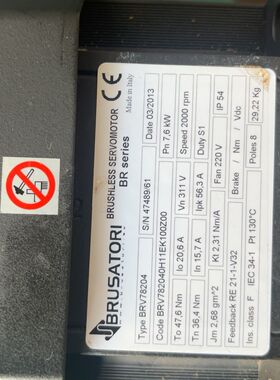 BRUSATORI
BRUSHLESS SERVOMOTOR
BR series
CE
Made in Italy
Type BRV78204
S/N 47489/61
Date 03/2013
Code BRV782040H11EK100Z00
Pn 7,6 kW
To 47,6 Nm
Io 20,6 A
Vn 311 V
Speed 2000 rpm
Tn 36,4 Nm
In 15,7 A
Ipk 56,3 A
Duty S1
IP 54
Jm 2,68 gm^2
Kt 2,31 Nm/A
Fan 220 V
Feedback RE 21-1-V32
Brake / Nm / Vdc
Ins. class F
IEC 34-1
Pt 130°C
Poles 8
29,22 Kg